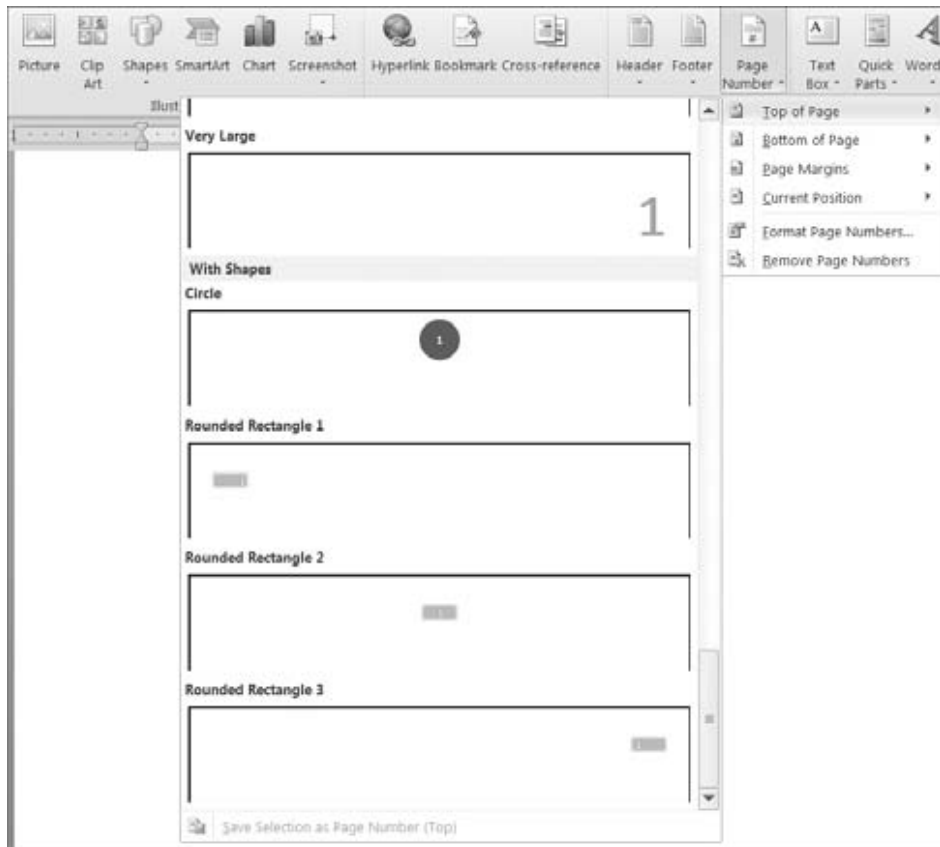 Picture Clip Art Shapes SmartArt Chart Screenshot Hyperlink Bookmark Cross-reference Header Footer Page Number Text Box Quick Parts Word
Illust
1
Very Large
1
With Shapes
Circle
1
Rounded Rectangle 1
Rounded Rectangle 2
Rounded Rectangle 3
Save Selection as Page Number (Top)
Top of Page
Bottom of Page
Page Margins
Current Position
Format Page Numbers...
Remove Page Numbers